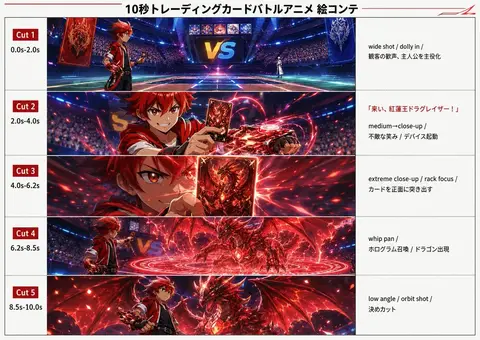 10秒トレーディングカードバトルアニメ 絵コンテ
Cut 1
0.0s-2.0s
VS
wide shot / dolly in /
観客の歓声、主人公を主役化
Cut 2
2.0s-4.0s
「来い、紅蓮王ドラグレイザー！」
medium→close-up /
不敵な笑み / デバイス起動
Cut 3
4.0s-6.2s
extreme close-up / rack focus /
カードを正面に突き出す
Cut 4
6.2s-8.5s
whip pan /
ホログラム召喚 / ドラゴン出現
Cut 5
8.5s-10.0s
low angle / orbit shot /
決めカット